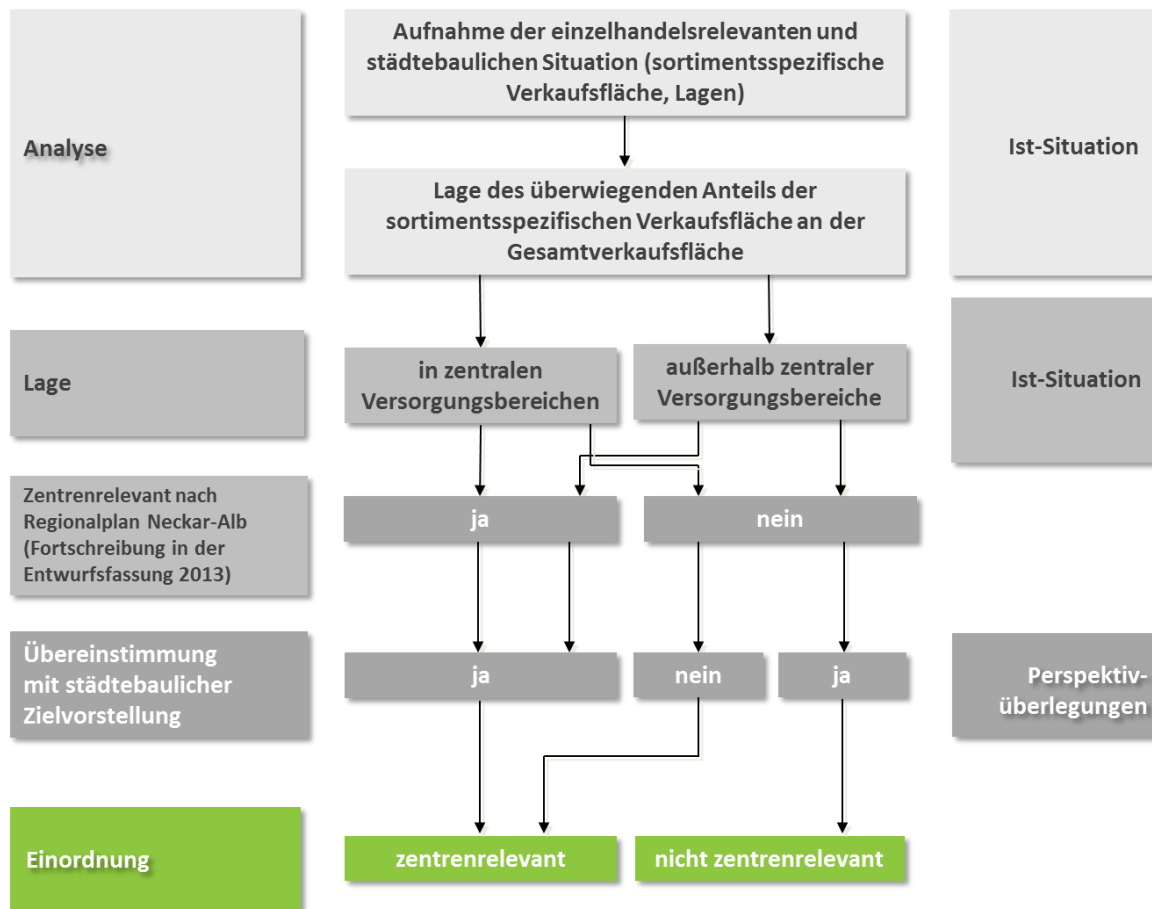 Aufnahme der einzelhandelsrelevanten und
städtebaulichen Situation (sortimentsspezifische
Verkaufsfläche, Lagen)
Analyse
Ist-Situation
Lage des überwiegenden Anteils der
sortimentsspezifischen Verkaufsfläche an der
Gesamtverkaufsfläche
Lage
in zentralen
Versorgungsbereichen
außerhalb zentraler
Versorgungsbereiche
Ist-Situation
Zentrenrelevant nach
Regionalplan Neckar-Alb
(Fortschreibung in der
Entwurfsfassung 2013)
ja
nein
Übereinstimmung
mit städtebaulicher
Zielvorstellung
ja
nein
ja
Perspektiv-
überlegungen
Einordnung
zentrenrelevant
nicht zentrenrelevant